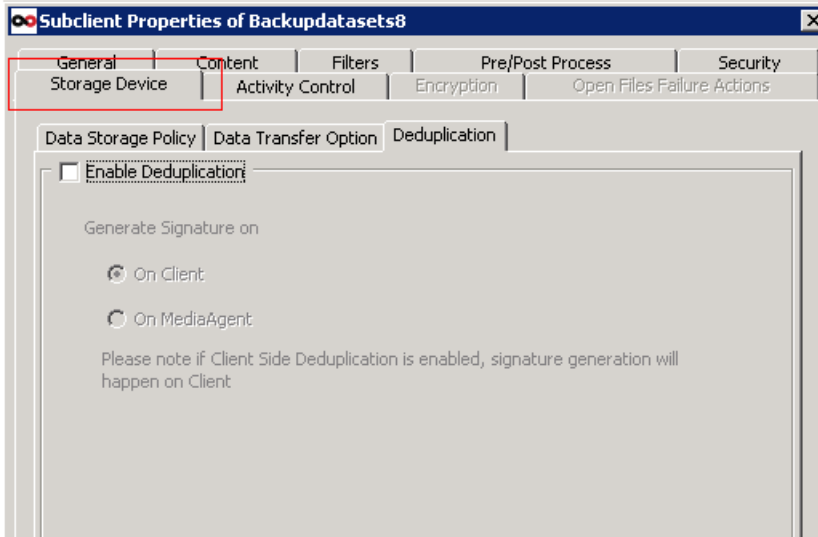 Subclient Properties of Backupdatasets8
General Content Filters Pre/Post Process Security
Storage Device Activity Control Encryption Open Files Failure Actions
Data Storage Policy Data Transfer Option Deduplication
Enable Deduplication
Generate Signature on
On Client
On MediaAgent
Please note if Client Side Deduplication is enabled, signature generation will
happen on Client